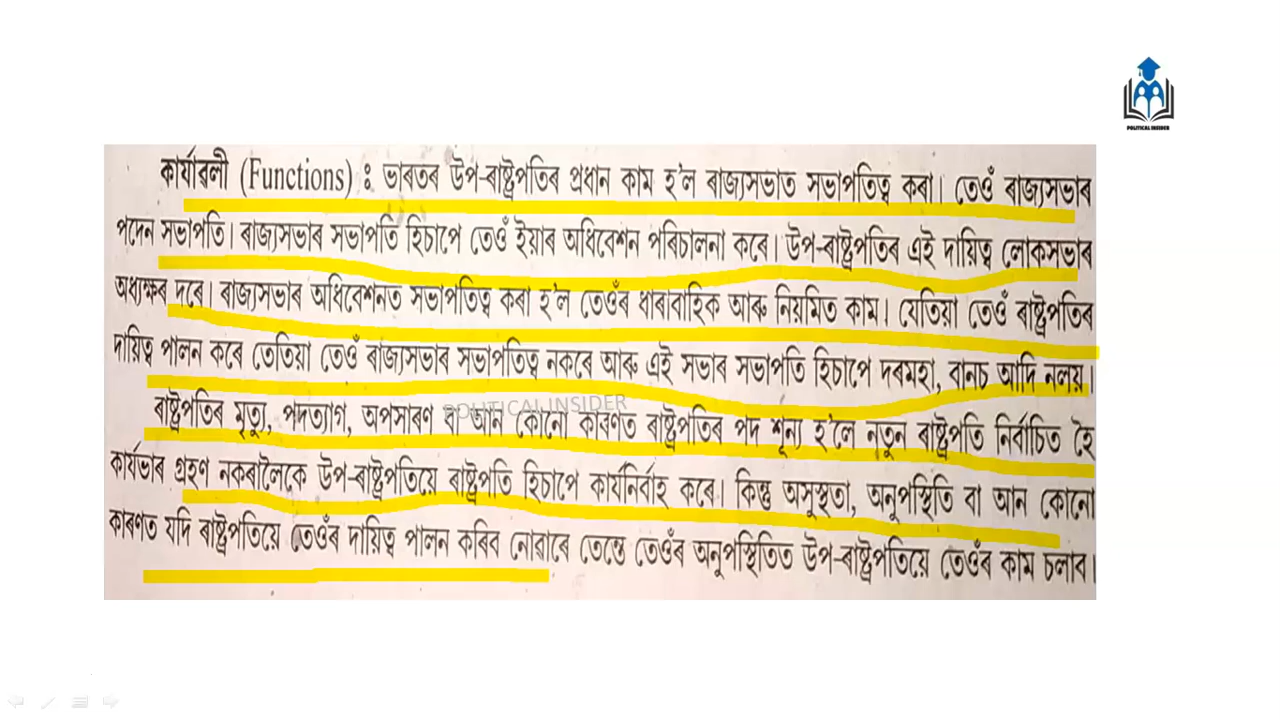 POLITICAL INSIDER
কাৰ্যাৱলী (Functions) : ভাৰতৰ উপ-ৰাষ্ট্ৰপতিৰ প্ৰধান কাম হ'ল ৰাজ্যসভাত সভাপতিত্ব কৰা। তেওঁ ৰাজ্যসভাৰ
পদেন সভাপতি। ৰাজ্যসভাৰ সভাপতি হিচাপে তেওঁ ইয়াৰ অধিবেশন পৰিচালনা কৰে। উপ-ৰাষ্ট্ৰপতিৰ এই দায়িত্ব লোকসভাৰ
অধ্যক্ষৰ দৰে। ৰাজ্যসভাৰ অধিবেশনত সভাপতিত্ব কৰা হ'ল তেওঁৰ ধাৰাবাহিক আৰু নিয়মিত কাম। যেতিয়া তেওঁ ৰাষ্ট্ৰপতিৰ
দায়িত্ব পালন কৰে তেতিয়া তেওঁ ৰাজ্যসভাৰ সভাপতিত্ব নকৰে আৰু এই সভাৰ সভাপতি হিচাপে দৰমহা, বানচ আদি নলয়।
POLITICAL INSIDER
ৰাষ্ট্ৰপতিৰ মৃত্যু, পদত্যাগ, অপসাৰণ বা আন কোনো কাৰণত ৰাষ্ট্ৰপতিৰ পদ শূন্য হ'লে নতুন ৰাষ্ট্ৰপতি নিৰ্বাচিত হৈ
কাৰ্যভাৰ গ্ৰহণ নকৰালৈকে উপ-ৰাষ্ট্ৰপতিয়ে ৰাষ্ট্ৰপতি হিচাপে কাৰ্যনিৰ্বাহ কৰে। কিন্তু অসুস্থতা, অনুপস্থিতি বা আন কোনো
কাৰণত যদি ৰাষ্ট্ৰপতিয়ে তেওঁৰ দায়িত্ব পালন কৰিব নোৱাৰে তেন্তে তেওঁৰ অনুপস্থিতিত উপ-ৰাষ্ট্ৰপতিয়ে তেওঁৰ কাম চলাব।